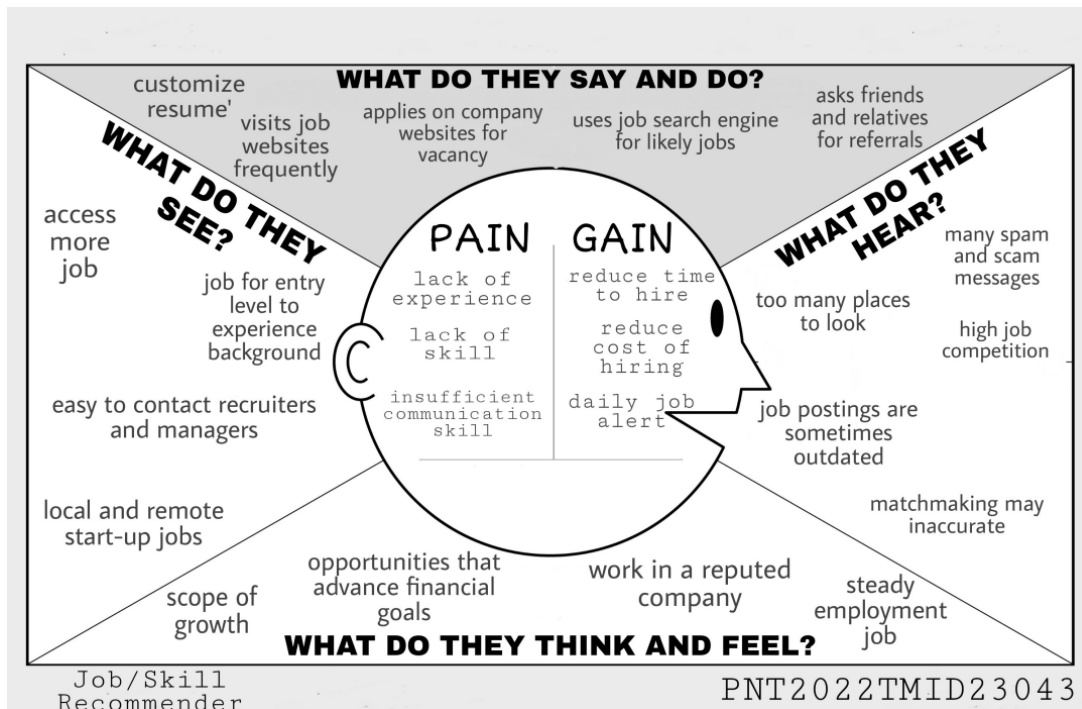 WHAT DO THEY SAY AND DO?
customize
resume'
visits job
websites
frequently
applies on company
websites for
vacancy
uses job search engine
for likely jobs
asks friends
and relatives
for referrals
WHAT DO THEY
SEE?
access
more
job
job for entry
level to
experience
background
easy to contact recruiters
and managers
local and remote
start-up jobs
PAIN
lack of
experience
lack of
skill
insufficient
communication
skill
GAIN
reduce time
to hire
reduce
cost of
hiring
daily job
alert
WHAT DO THEY
HEAR?
many spam
and scam
messages
too many places
to look
high job
competition
job postings are
sometimes
outdated
matchmaking may
inaccurate
scope of
growth
opportunities that
advance financial
goals
work in a reputed
company
steady
employment
job
WHAT DO THEY THINK AND FEEL?
Job/Skill
Recommender
PNT2022TMID23043